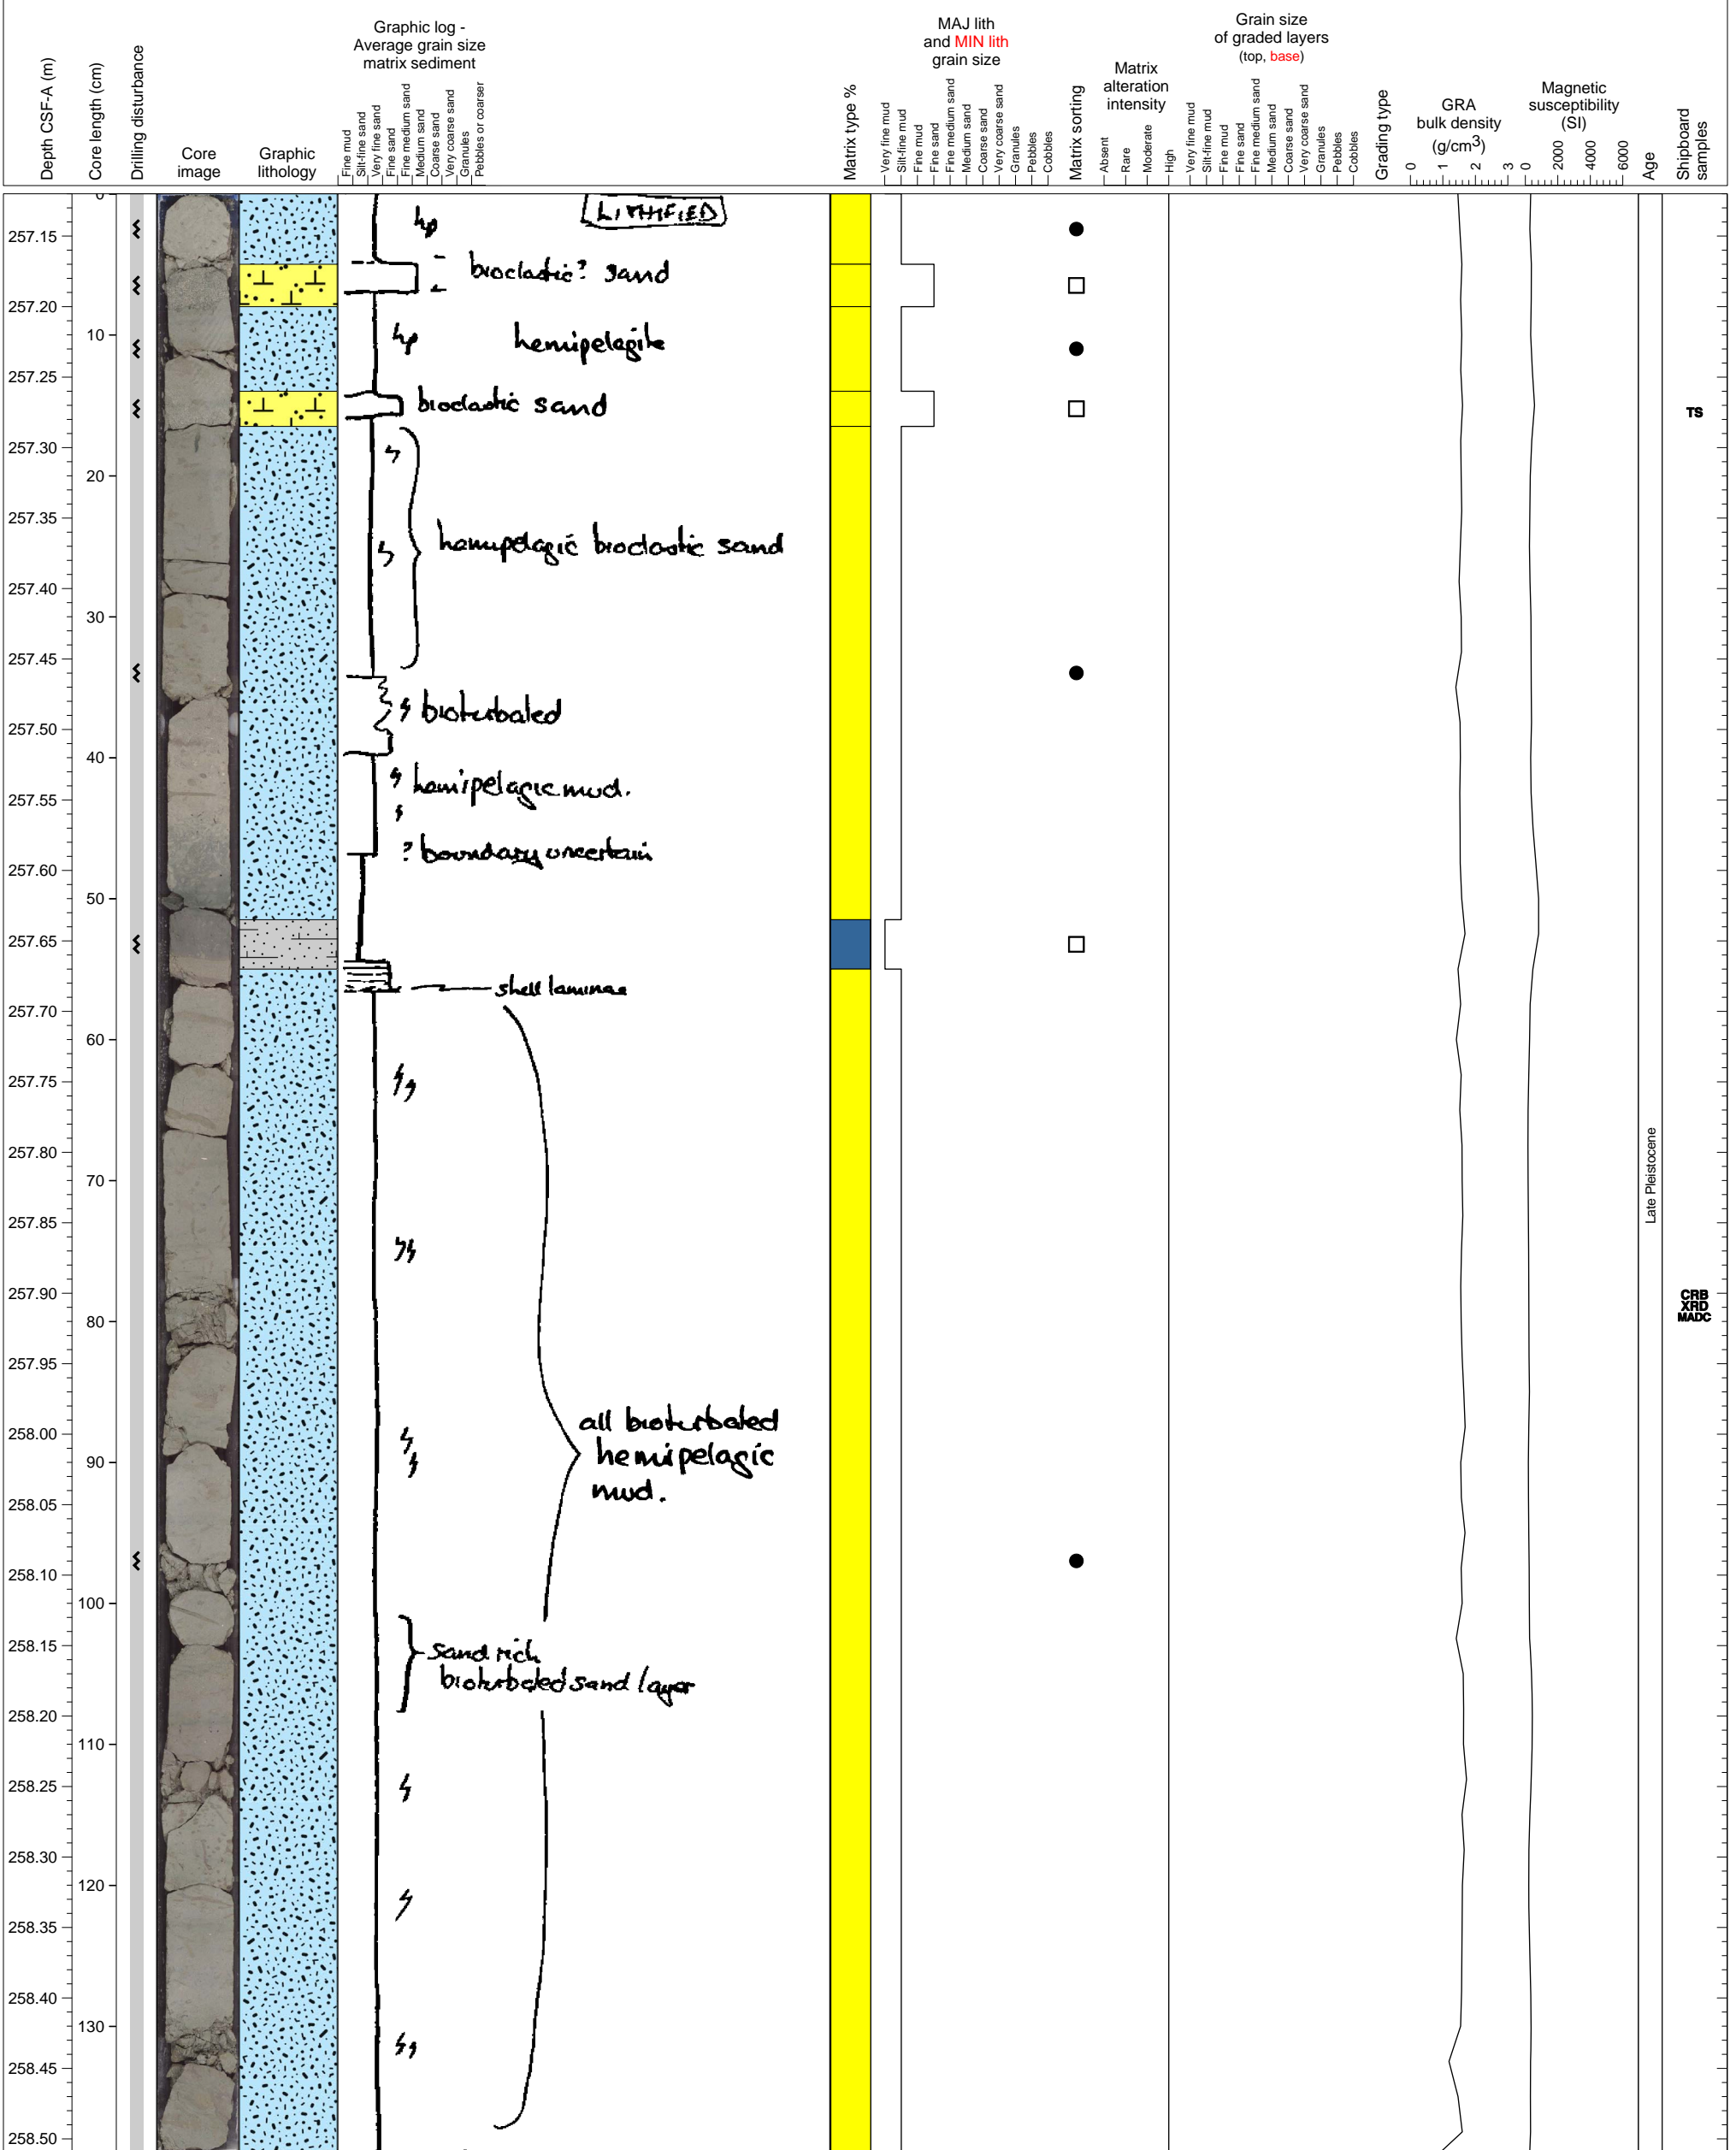 Depth CSF-A (m)
Core length (cm)
Drilling disturbance
Core
image
Graphic
lithology
Graphic log -
Average grain size
matrix sediment
Fine mud
Silt-fine sand
Very fine sand
Fine sand
Fine medium sand
Medium sand
Coarse sand
Very coarse sand
Granules
Pebbles or coarser
Matrix type %
MAJ lith
and MIN lith
grain size
Very fine mud
Silt-fine mud
Fine mud
Fine sand
Fine medium sand
Medium sand
Coarse sand
Very coarse sand
Granules
Pebbles
Cobbles
Matrix sorting
Matrix
alteration
intensity
Absent
Rare
Moderate
High
Grain size
of graded layers
(top, base)
Very fine mud
Silt-fine mud
Fine mud
Fine sand
Fine medium sand
Medium sand
Coarse sand
Very coarse sand
Granules
Pebbles
Cobbles
Grading type
GRA
bulk density
(g/cm3)
0 1 2 3
Magnetic
susceptibility
(SI)
0 2000 4000 6000
Age
Shipboard
samples
0
LITHIFIED
hp
257.15
bioclastic? sand
257.20
10
hp hemipelagite
257.25
bioclastic sand
TS
257.30
20
257.35
hemipelagic bioclastic sand
257.40
30
257.45
bioturbated
257.50
40
hemipelagic mud.
257.55
? boundary uncertain
257.60
50
257.65
shell laminae
257.70
60
257.75
257.80
70
Late Pleistocene
257.85
257.90
CRB
XRD
MADC
80
257.95
all bioturbated
hemipelagic
mud.
258.00
90
258.05
258.10
100
258.15
Sand rich
bioturbated sand layer
258.20
110
258.25
258.30
120
258.35
258.40
130
258.45
258.50